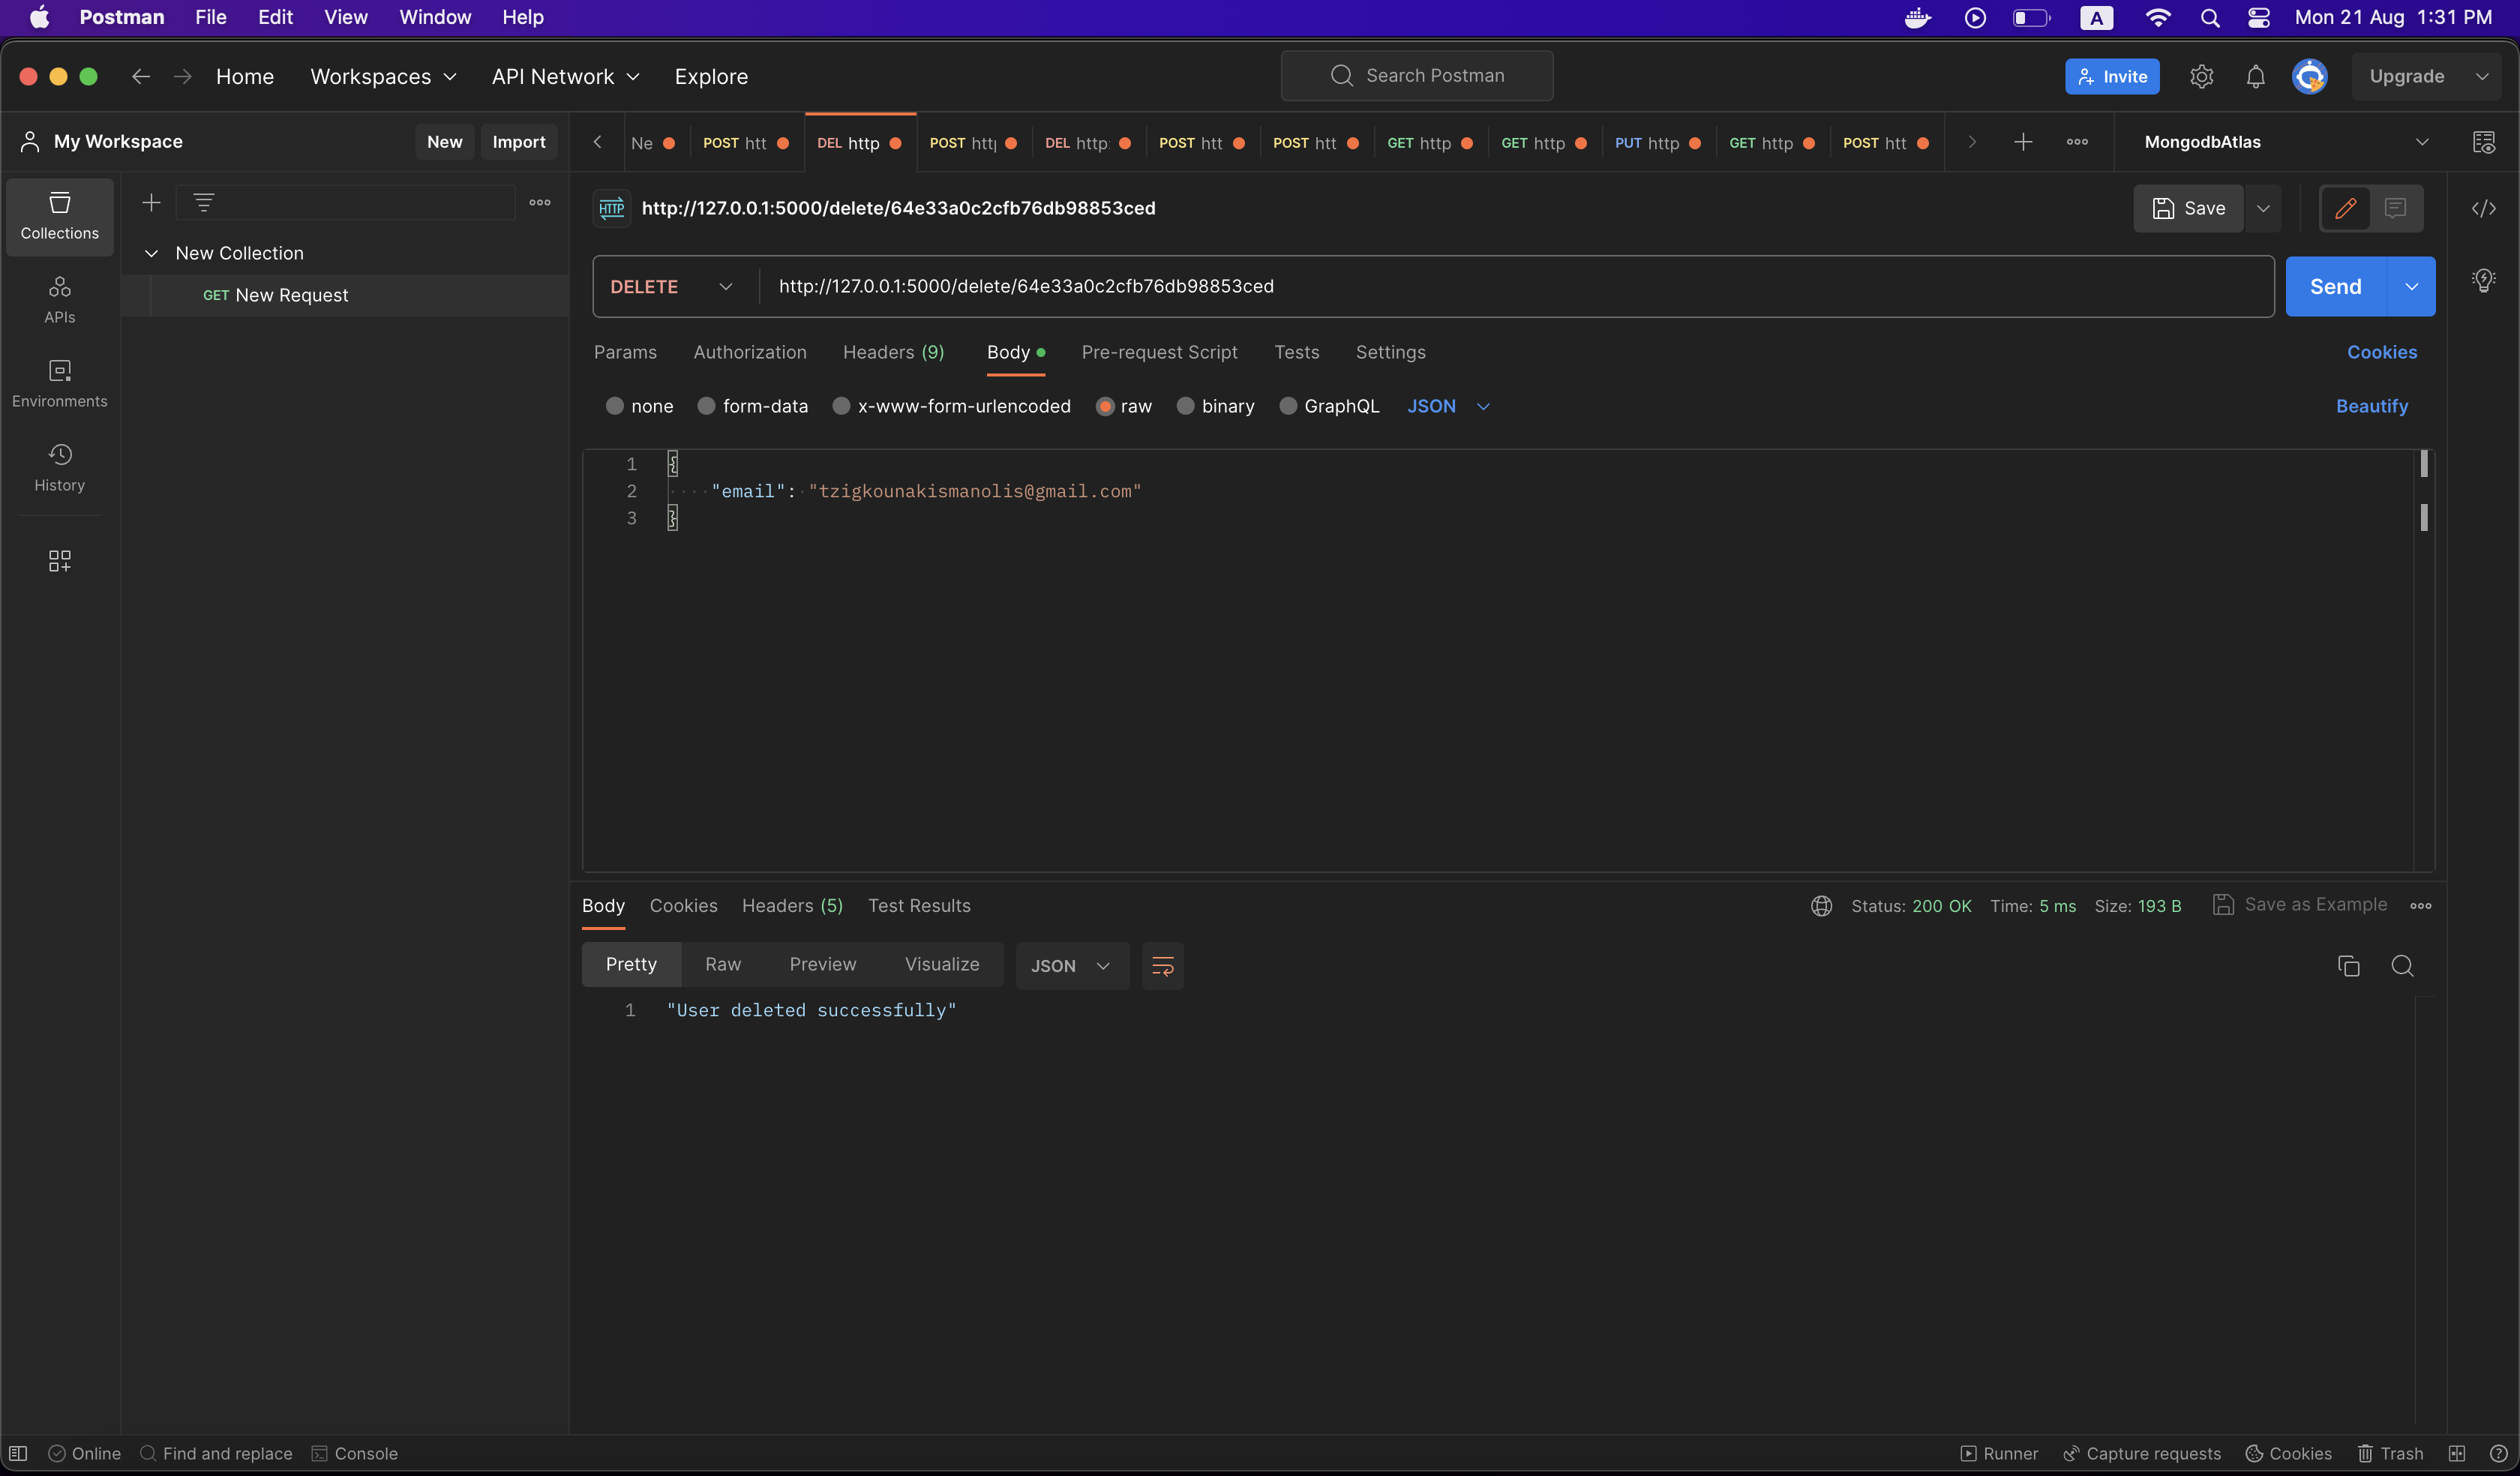 Postman File Edit View Window Help A Mon 21 Aug 1:31 PM
Home Workspaces API Network Explore Search Postman Invite Upgrade
My Workspace New Import Ne POST htt DEL http POST htt DEL http: POST htt POST htt GET http GET http PUT http GET http POST htt MongodbAtlas
Collections
APIs
Environments
History
New Collection
GET New Request
HTTP http://127.0.0.1:5000/delete/64e33a0c2cfb76db98853ced Save
DELETE http://127.0.0.1:5000/delete/64e33a0c2cfb76db98853ced Send
Params Authorization Headers (9) Body Pre-request Script Tests Settings Cookies
none form-data x-www-form-urlencoded raw binary GraphQL JSON Beautify
1 {
2 "email": "tzigkounakismanolis@gmail.com"
3 }
Body Cookies Headers (5) Test Results Status: 200 OK Time: 5 ms Size: 193 B Save as Example
Pretty Raw Preview Visualize JSON
1 "User deleted successfully"
Online Find and replace Console Runner Capture requests Cookies Trash